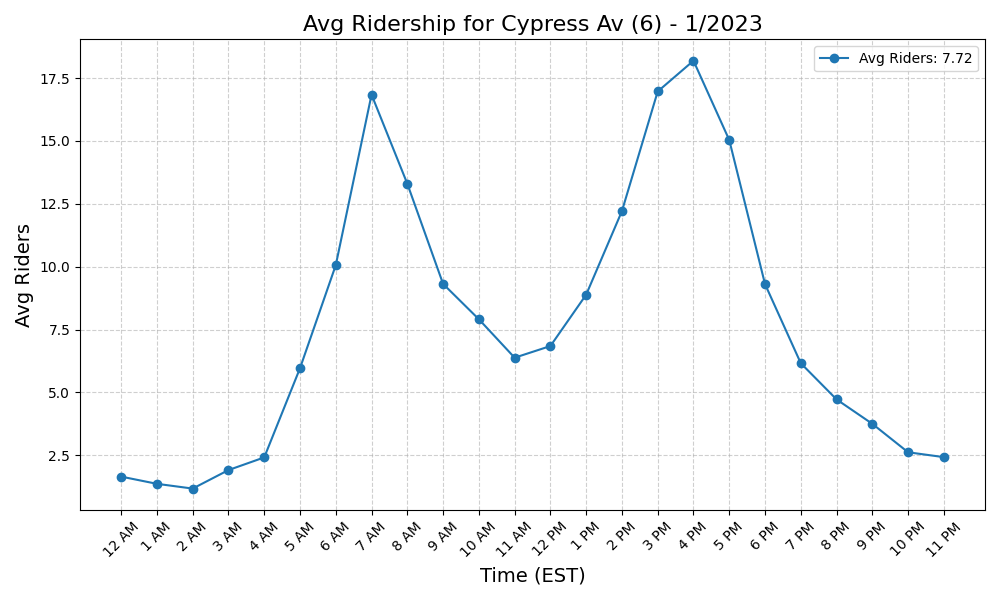 Avg Ridership for Cypress Av (6) - 1/2023
Avg Riders: 7.72
Avg Riders
17.5
15.0
12.5
10.0
7.5
5.0
2.5
12 AM
1 AM
2 AM
3 AM
4 AM
5 AM
6 AM
7 AM
8 AM
9 AM
10 AM
11 AM
12 PM
1 PM
2 PM
3 PM
4 PM
5 PM
6 PM
7 PM
8 PM
9 PM
10 PM
11 PM
Time (EST)